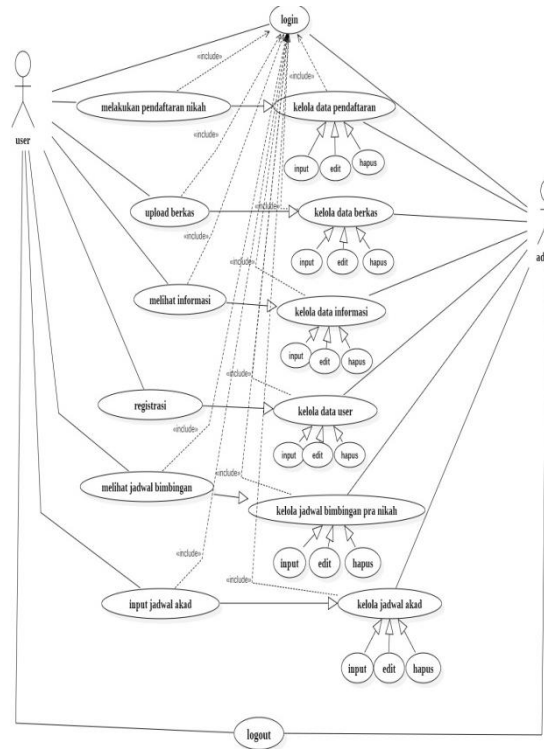 login
«include»
«include»
melakukan pendaftaran nikah
kelola data pendaftaran
user
«include»
input
edit
hapus
upload berkas
kelola data berkas
«include»
«include»
ad
input
edit
hapus
melihat informasi
kelola data informasi
«include»
input
edit
hapus
«include»
registrasi
kelola data user
«include»
input
edit
hapus
melihat jadwal bimbingan
«include»
kelola jadwal bimbingan pra nikah
«include»
input
edit
hapus
«include»
input jadwal akad
kelola jadwal akad
input
edit
hapus
logout